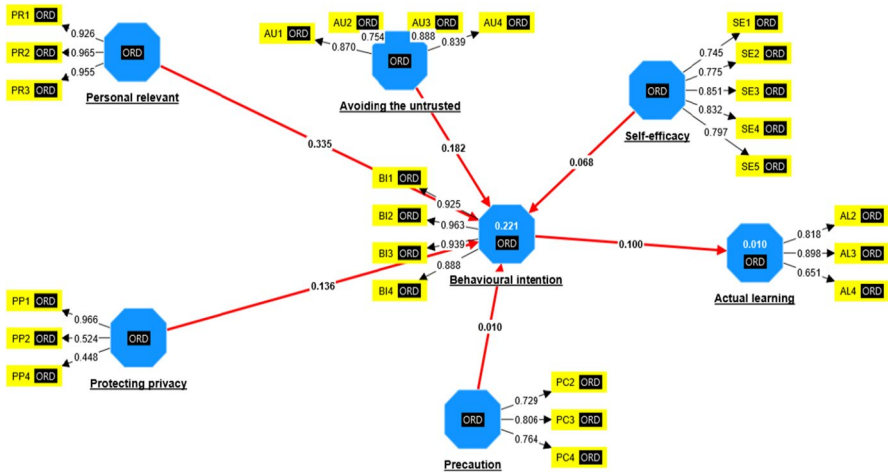 PR1 ORD
0.926
PR2 ORD
0.965
ORD
PR3 ORD
0.955
Personal relevant
AU1 ORD
AU2 ORD
AU3 ORD
AU4 ORD
0.870
0.754
0.888
0.839
ORD
Avoiding the untrusted
SE1 ORD
0.745
SE2 ORD
0.775
ORD
0.851
SE3 ORD
0.832
SE4 ORD
0.797
SE5 ORD
Self-efficacy
0.335
0.182
0.068
BI1 ORD
0.925
BI2 ORD
0.963
0.221
ORD
BI3 ORD
0.939
BI4 ORD
0.888
Behavioural intention
0.100
0.010
ORD
AL2 ORD
0.818
AL3 ORD
0.898
AL4 ORD
0.651
Actual learning
0.136
PP1 ORD
0.966
PP2 ORD
0.524
ORD
PP4 ORD
0.448
Protecting privacy
0.010
ORD
PC2 ORD
0.729
PC3 ORD
0.806
PC4 ORD
0.764
Precaution